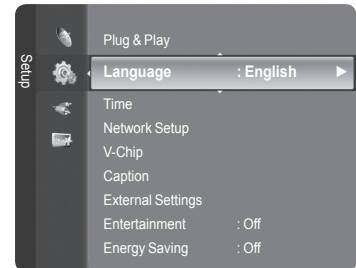 Setup
Plug & Play
Language : English
Time
Network Setup
V-Chip
Caption
External Settings
Entertainment : Off
Energy Saving : Off